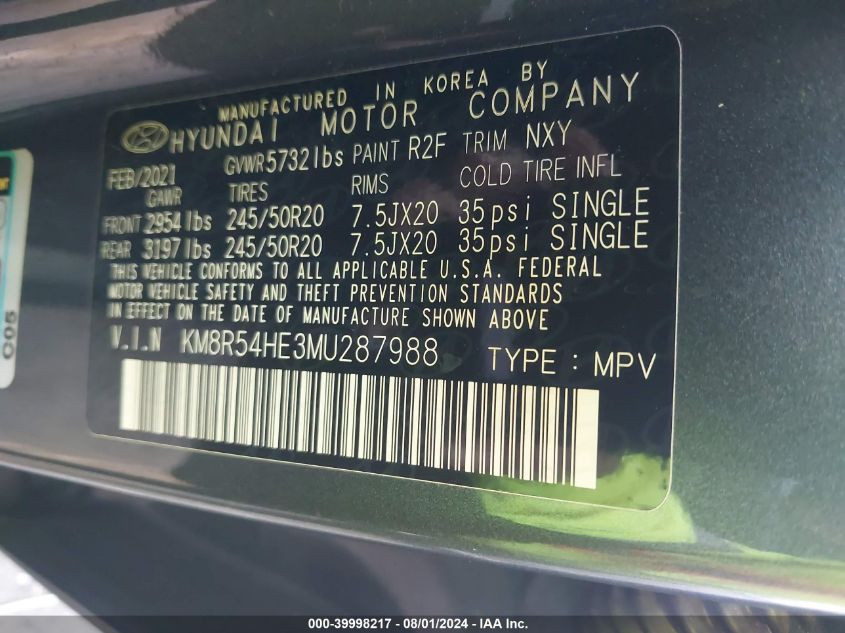 MANUFACTURED IN KOREA BY
HYUNDAI MOTOR COMPANY
FEB/2021 GVWR 5732lbs PAINT R2F TRIM NXY
GAWR TIRES RIMS COLD TIRE INFL
FRONT 2954lbs 245/50R20 7.5JX20 35psi SINGLE
REAR 3197lbs 245/50R20 7.5JX20 35psi SINGLE
THIS VEHICLE CONFORMS TO ALL APPLICABLE U.S.A. FEDERAL
MOTOR VEHICLE SAFETY AND THEFT PREVENTION STANDARDS
IN EFFECT ON THE DATE OF MANUFACTURE SHOWN ABOVE
V.I.N KM8R54HE3MU287988 TYPE : MPV
C05
000-39998217 - 08/01/2024 - IAA Inc.